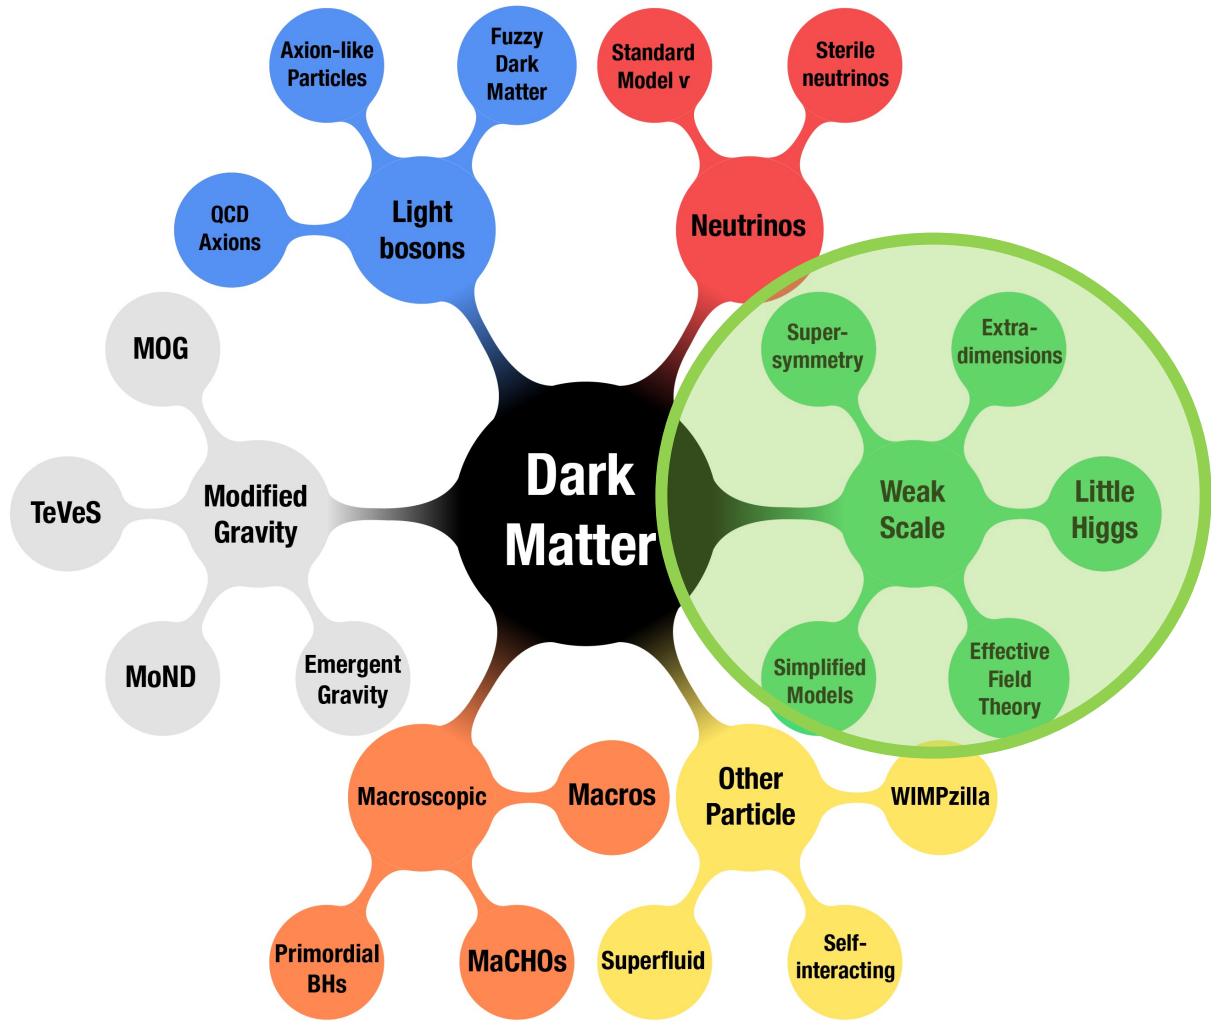 Axion-like
Particles
Fuzzy
Dark
Matter
Standard
Model ν
Sterile
neutrinos
QCD
Axions
Light
bosons
Neutrinos
MOG
Super-
symmetry
Extra-
dimensions
TeVeS
Modified
Gravity
Dark
Matter
Weak
Scale
Little
Higgs
MoND
Emergent
Gravity
Simplified
Models
Effective
Field
Theory
Macroscopic
Macros
Other
Particle
WIMPzilla
Primordial
BHs
MaCHOs
Superfluid
Self-
interacting